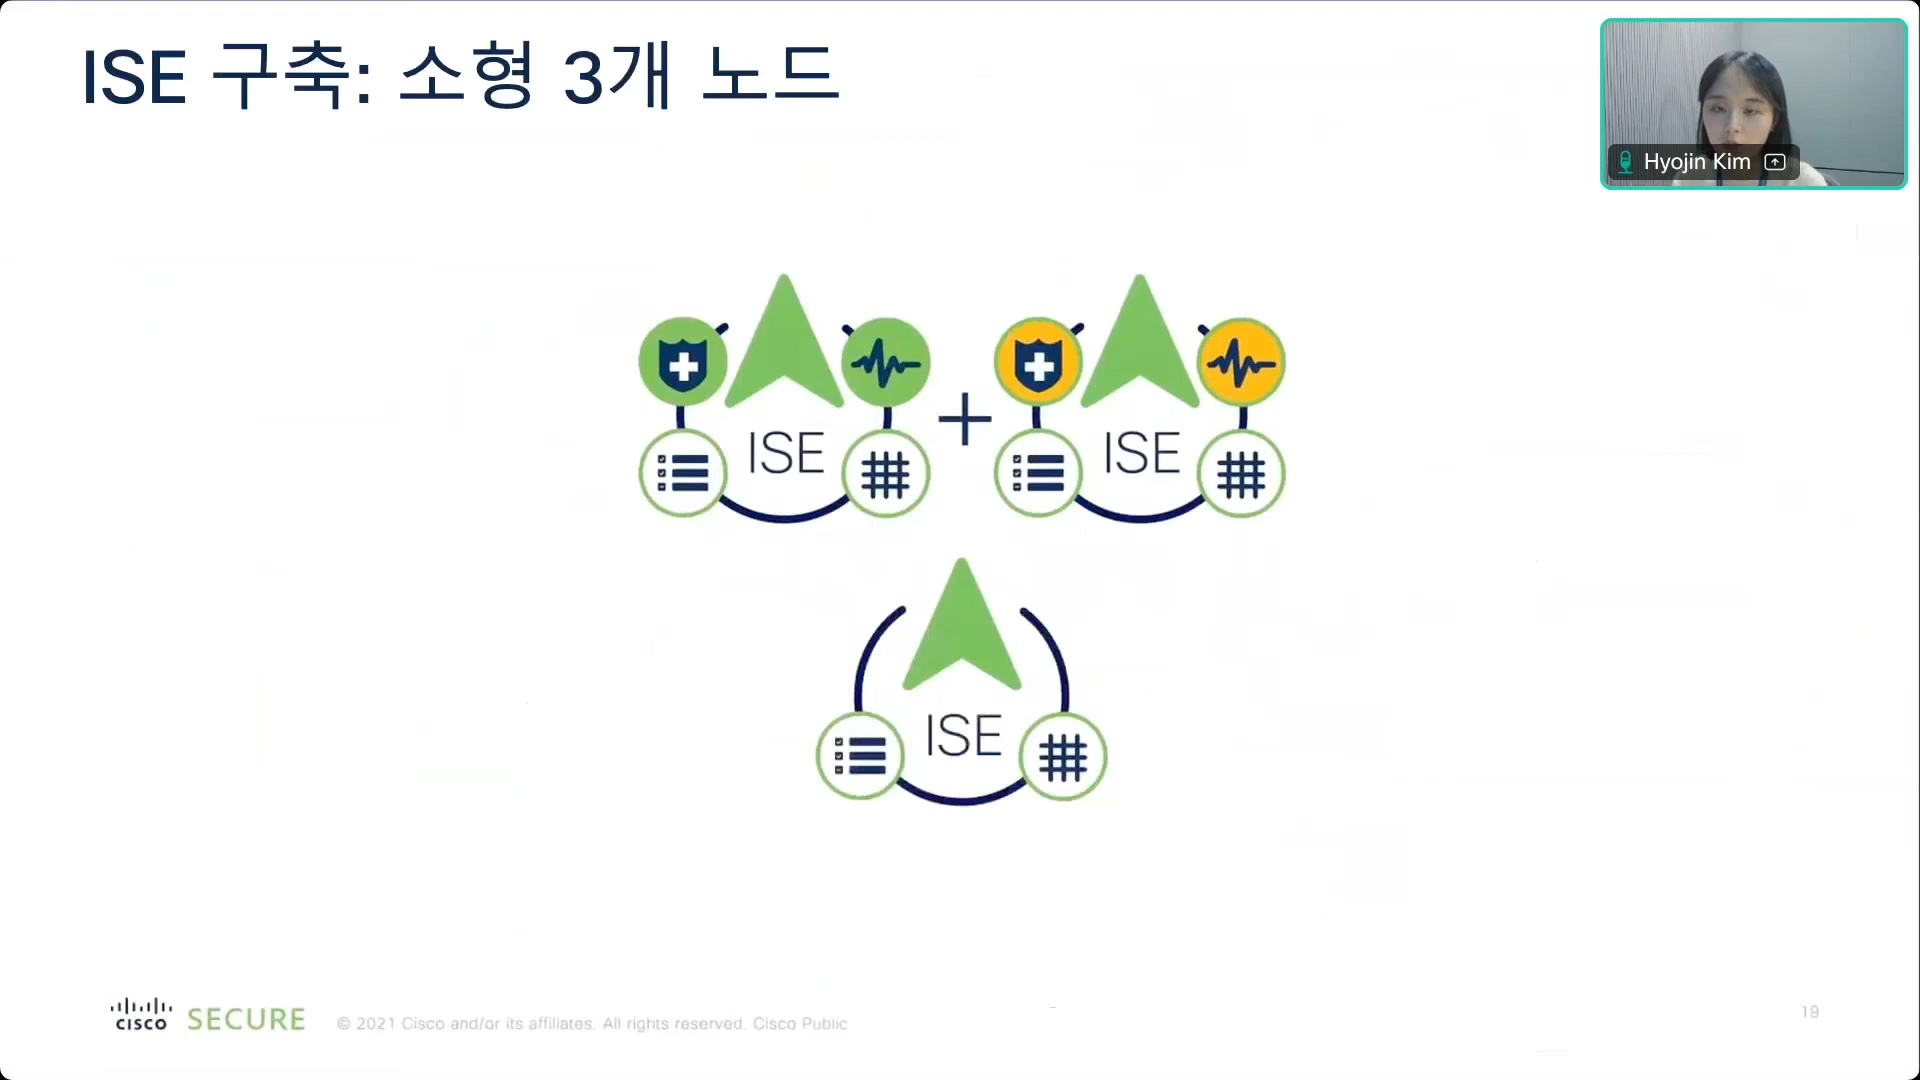 ISE 구축: 소형 3개 노드
Hyojin Kim
ISE
ISE
ISE
CISCO SECURE © 2021 Cisco and/or its affiliates. All rights reserved. Cisco Public
19